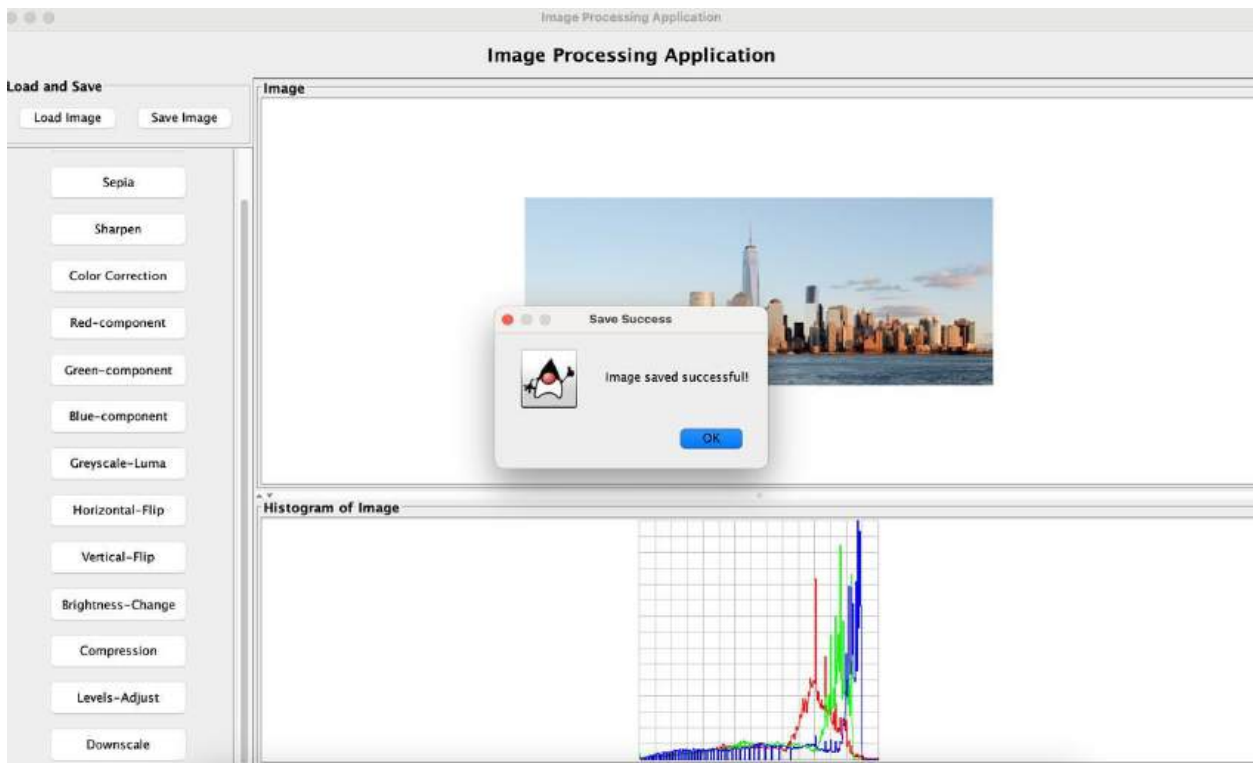 Image Processing Application
Image Processing Application
Load and Save
Load Image
Save Image
Sepia
Sharpen
Color Correction
Red-component
Green-component
Blue-component
Greyscale-Luma
Horizontal-Flip
Vertical-Flip
Brightness-Change
Compression
Levels-Adjust
Downscale
Image
Save Success
Image saved successful!
OK
Histogram of Image